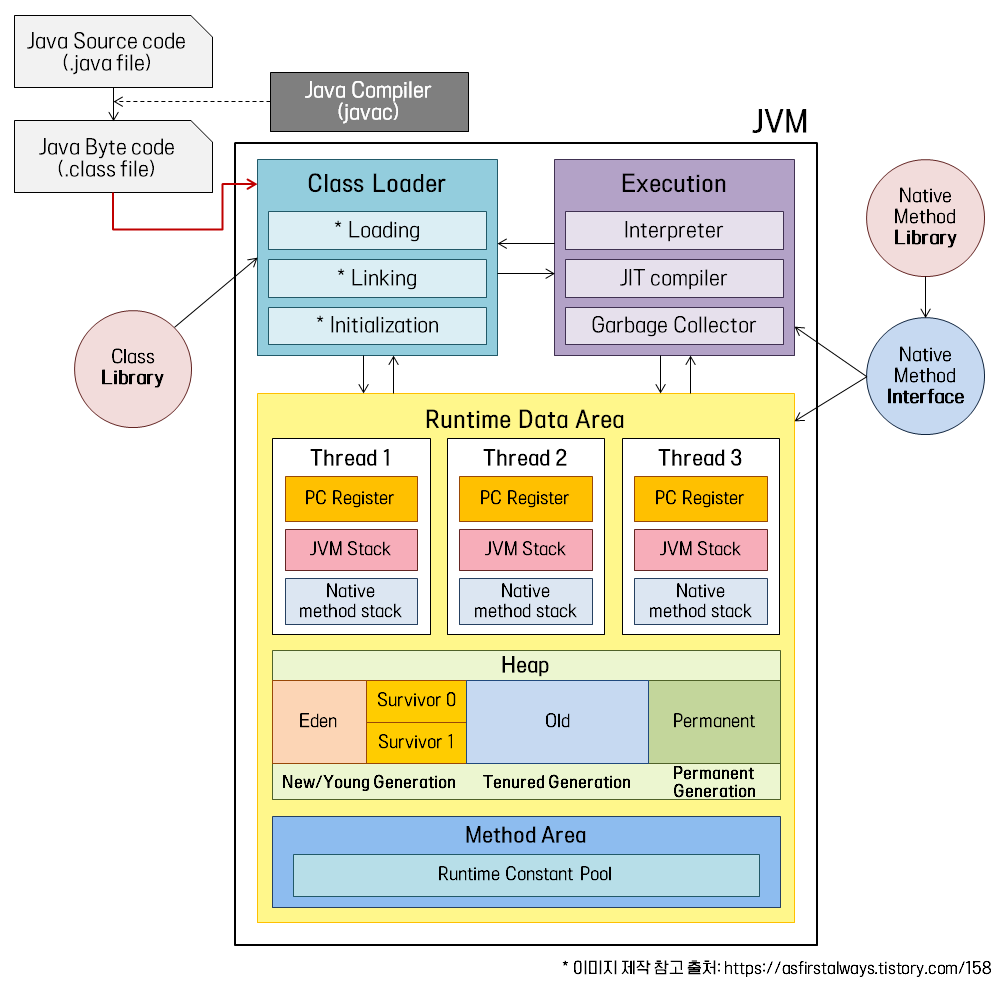 Java Source code
(.java file)
Java Compiler
(javac)
Java Byte code
(.class file)
JVM
Class Loader
* Loading
* Linking
* Initialization
Execution
Interpreter
JIT compiler
Garbage Collector
Native
Method
Library
Class
Library
Native
Method
Interface
Runtime Data Area
Thread 1
PC Register
JVM Stack
Native
method stack
Thread 2
PC Register
JVM Stack
Native
method stack
Thread 3
PC Register
JVM Stack
Native
method stack
Heap
Eden
Survivor 0
Survivor 1
Old
Permanent
New/Young Generation
Tenured Generation
Permanent
Generation
Method Area
Runtime Constant Pool
* 이미지 제작 참고 출처: https://asfirstalways.tistory.com/158